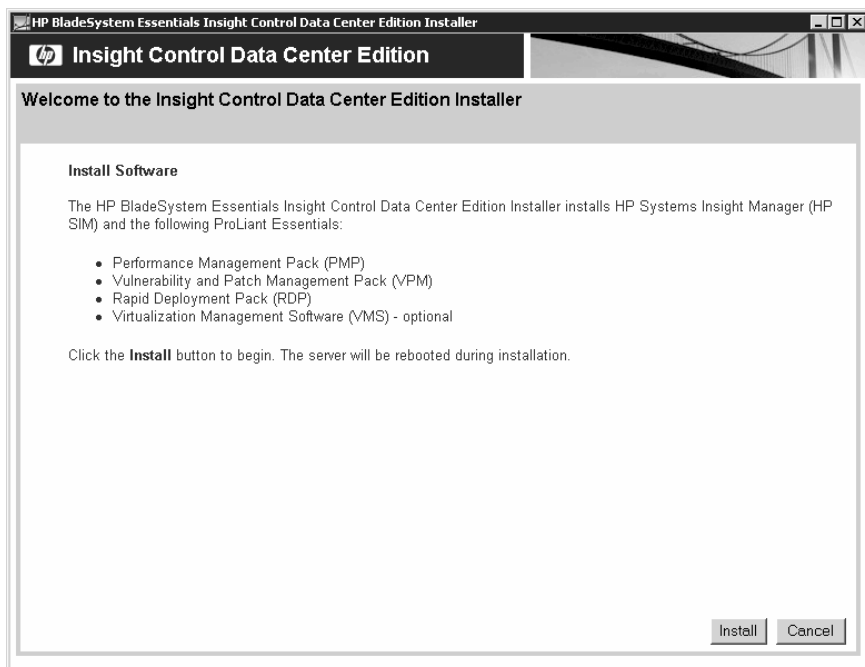 HP BladeSystem Essentials Insight Control Data Center Edition Installer
hp Insight Control Data Center Edition
Welcome to the Insight Control Data Center Edition Installer
Install Software
The HP BladeSystem Essentials Insight Control Data Center Edition Installer installs HP Systems Insight Manager (HP
SIM) and the following ProLiant Essentials:
• Performance Management Pack (PMP)
• Vulnerability and Patch Management Pack (VPM)
• Rapid Deployment Pack (RDP)
• Virtualization Management Software (VMS) - optional
Click the Install button to begin. The server will be rebooted during installation.
Install Cancel